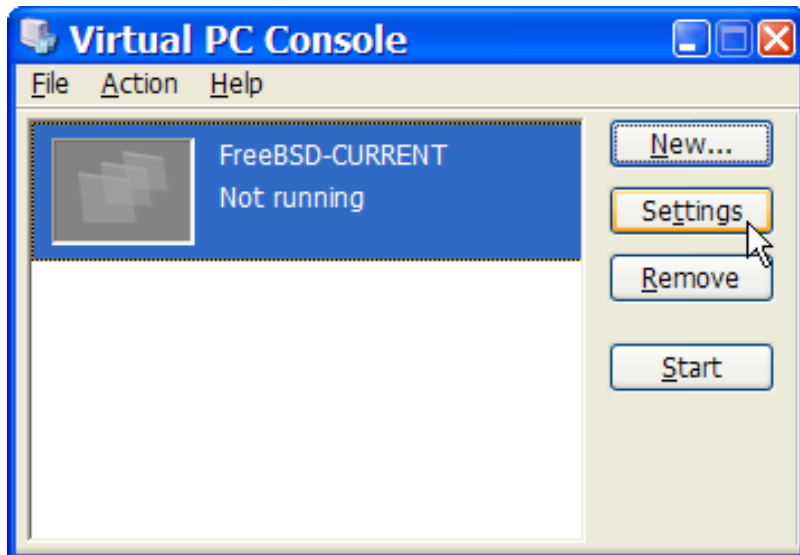 Virtual PC Console
File Action Help
FreeBSD-CURRENT
Not running
New...
Settings
Remove
Start